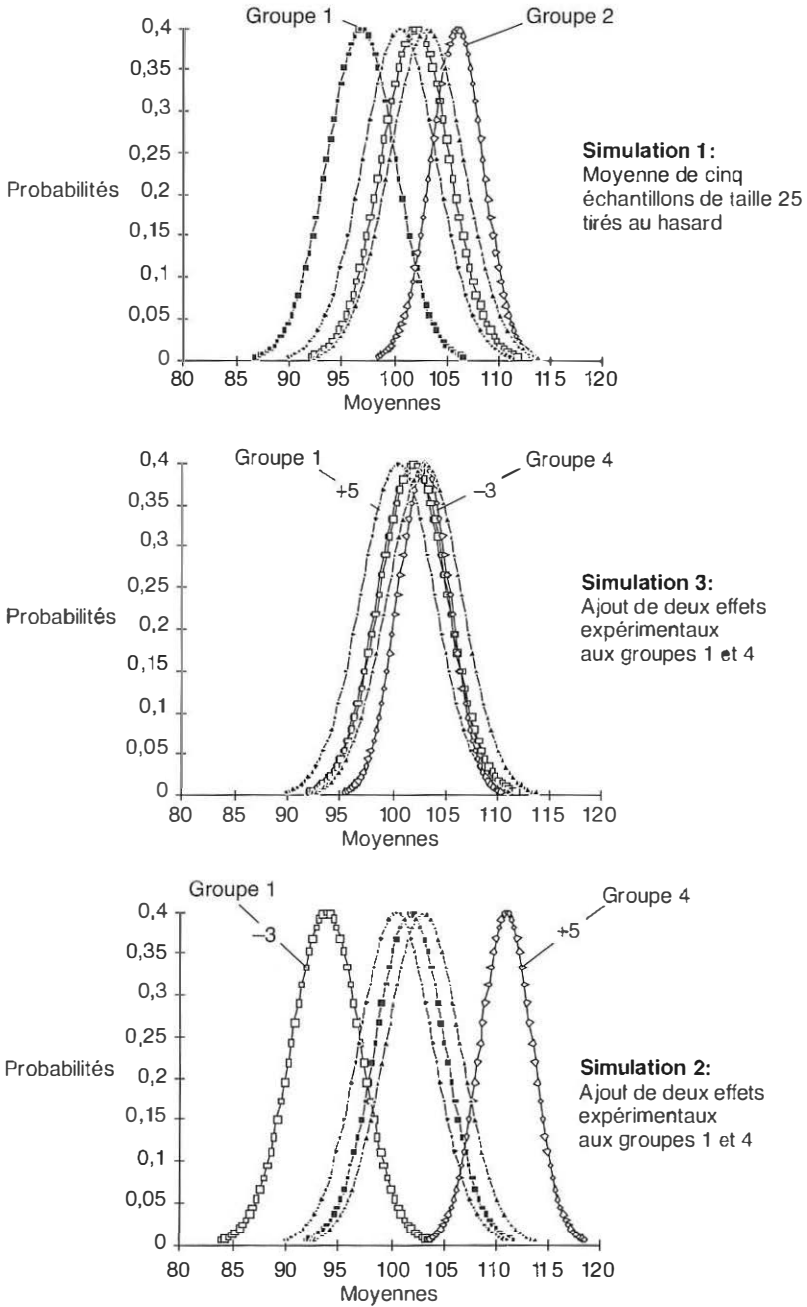 Groupe 1
Groupe 2
0,4
0,35
0,3
0,25
0,2
0,15
0,1
0,05
0
Probabilités
80 85 90 95 100 105 110 115 120
Moyennes
Simulation 1:
Moyenne de cinq
échantillons de taille 25
tirés au hasard
Groupe 1
+5
Groupe 4
−3
0,4
0,35
0,3
0,25
0,2
0,15
0,1
0,05
0
Probabilités
80 85 90 95 100 105 110 115 120
Moyennes
Simulation 3:
Ajout de deux effets
expérimentaux
aux groupes 1 et 4
Groupe 1
−3
Groupe 4
+5
0,4
0,35
0,3
0,25
0,2
0,15
0,1
0,05
0
Probabilités
80 85 90 95 100 105 110 115 120
Moyennes
Simulation 2:
Ajout de deux effets
expérimentaux
aux groupes 1 et 4